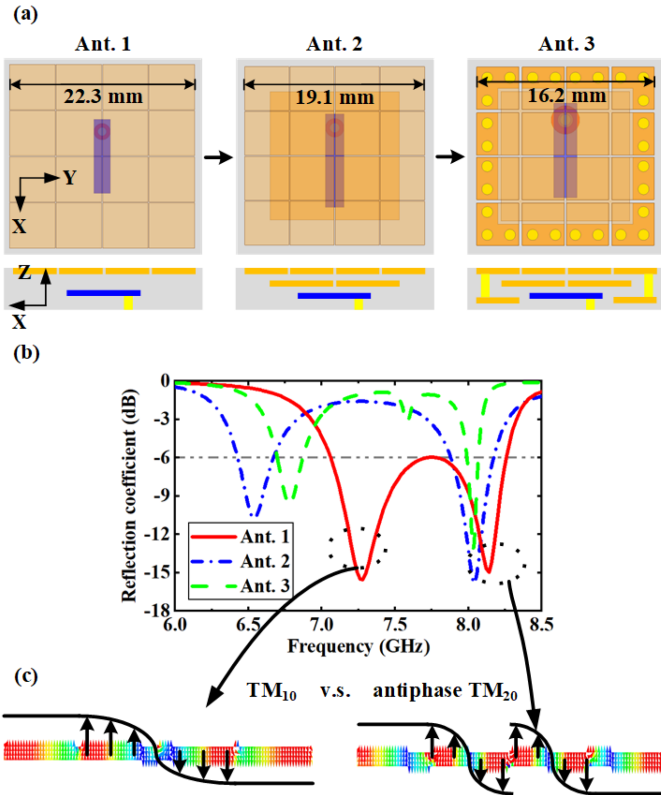 (a)
Ant. 1 Ant. 2 Ant. 3
22.3 mm 19.1 mm 16.2 mm
Y
X
Z
X
(b)
Reflection coefficient (dB)
0
-3
-6
-9
-12
-15
-18
Ant. 1
Ant. 2
Ant. 3
6.0 6.5 7.0 7.5 8.0 8.5
Frequency (GHz)
(c)
TM10 v.s. antiphase TM20